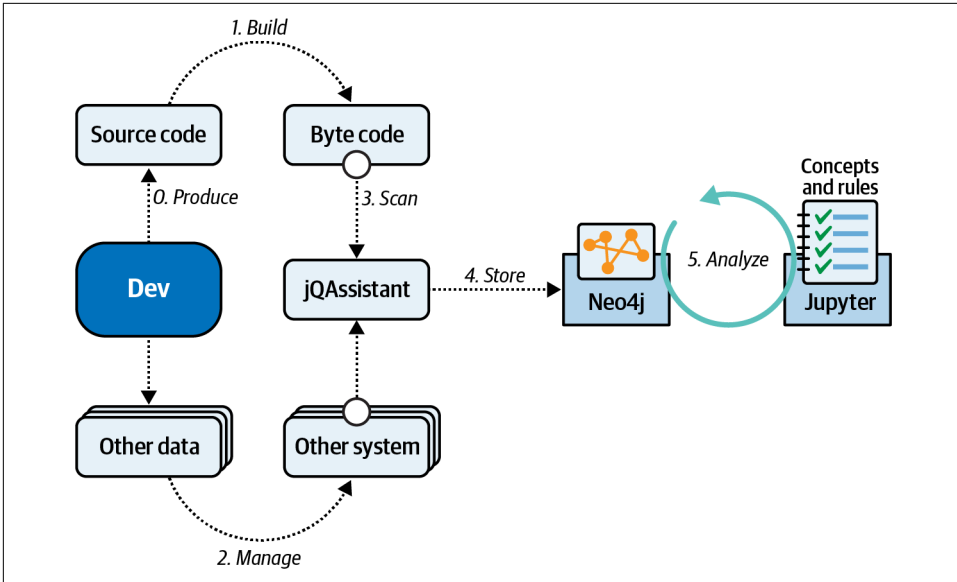 1. Build
Source code
Byte code
0. Produce
3. Scan
Concepts
and rules
Dev
jQAssistant
4. Store
Neo4j
5. Analyze
Jupyter
Other data
Other system
2. Manage